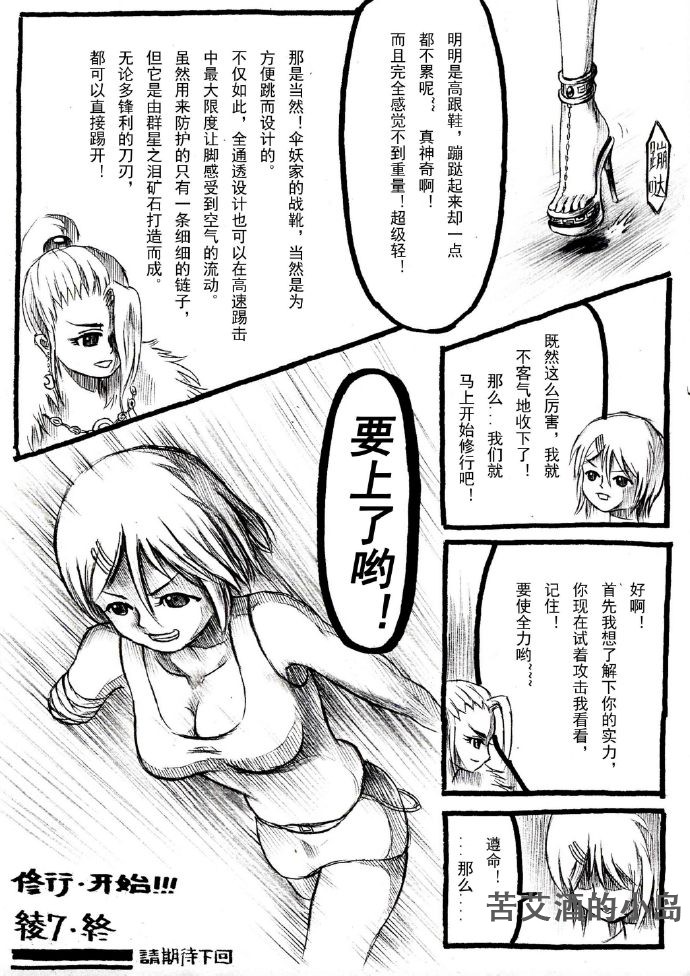 蹦哒
明明是高跟鞋，蹦跶起来却一点
都不累呢~ 真神奇啊！
而且完全感觉不到重量！超级轻！
那是当然！伞妖家的战靴，当然是为
方便跳而设计的。
不仅如此，全通透设计也可以在高速踢击
中最大限度让脚感受到空气的流动。
虽然用来防护的只有一条细细的链子，
但它是由群星之泪矿石打造而成。
无论多锋利的刀刃，
都可以直接踢开！
既然这么厉害，我就
不客气地收下了！
那么...我们就
马上开始修行吧！
好啊！
首先我想了解下你的实力，
你现在试着攻击我看看，
记住！
要使全力哟~~
遵命！
....那么...
要上了哟！
修行·开始!!!
綾7·終
請期待下回
苦艾酒的小岛